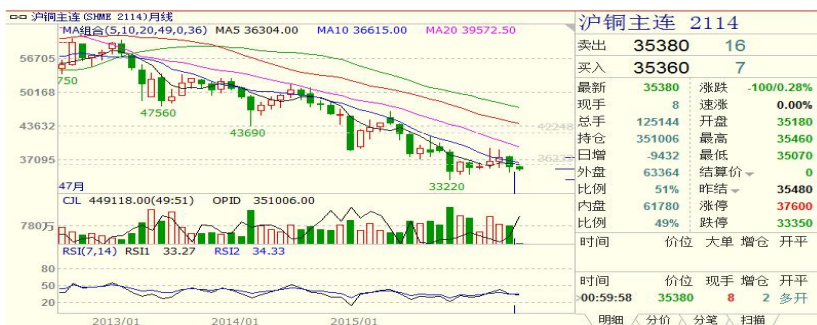 沪铜主连(SHME 2114)月线
MA组合(5,10,20,49,0,36) MA5 36304.00 MA10 36615.00 MA20 39572.50
56705
750
50168
47560
43632
43690
42248
37095
36233
33220
47月
CJL 449118.00(49:51) OPID 351006.00
780万
RSI(7,14) RSI1 33.27 RSI2 34.33
80
50
20
2013/01 2014/01 2015/01
沪铜主连 2114
卖出 35380 16
买入 35360 7
最新 35380 涨跌 -100/0.28%
现手 8 速涨 0.00%
总手 125144 开盘 35180
持仓 351006 最高 35460
日增 -9432 最低 35070
外盘 63364 结算价 0
比例 51% 昨结 35480
内盘 61780 涨停 37600
比例 49% 跌停 33350
时间 价位 大单 增仓 开平
时间 价位 现手 增仓 开平
>00:59:58 35380 8 2 多开
明细 分价 分笔 扫描